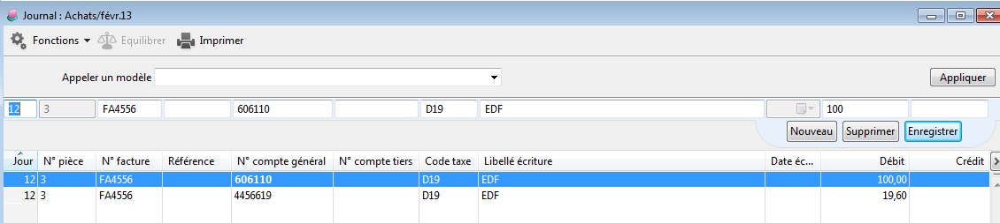 Journal : Achats/févr.13
Fonctions Equilibrer Imprimer
Appeler un modèle Appliquer
12 3 FA4556 606110 D19 EDF 100
Nouveau Supprimer Enregistrer
Jour N° pièce N° facture Référence N° compte général N° compte tiers Code taxe Libellé écriture Date éc... Débit Crédit
12 3 FA4556 606110 D19 EDF 100,00
12 3 FA4556 4456619 D19 EDF 19,60